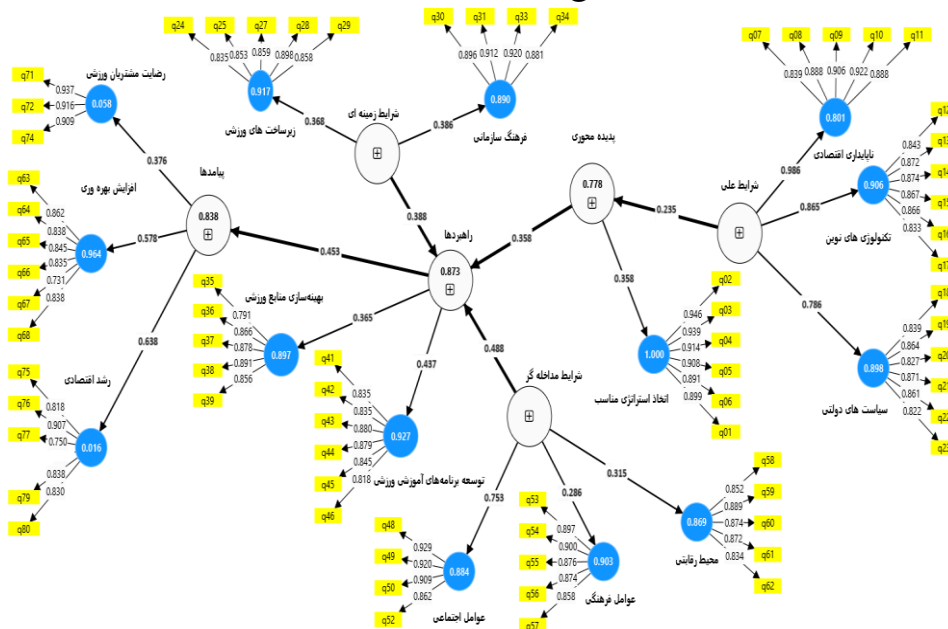 q24
q25
q27
q28
q29
0.835
0.853
0.859
0.898
0.858
0.917
زیرساخت های ورزشی
q30
q31
q33
q34
0.896
0.912
0.920
0.881
0.890
فرهنگ سازمانی
q07
q08
q09
q10
q11
0.839
0.888
0.906
0.922
0.888
0.801
ناپایداری اقتصادی
رضایت مشتریان ورزشی
q71
q72
q74
0.937
0.916
0.909
0.058
شرایط زمینه ای
0.368
0.386
0.388
پدیده محوری
0.778
0.358
0.358
شرایط علی
0.235
0.986
0.865
0.786
q12
q13
q14
q15
q16
q17
0.843
0.872
0.874
0.867
0.866
0.833
0.906
تکنولوژی های نوین
پیامدها
0.838
0.376
0.578
0.638
افزایش بهره وری
q63
q64
q65
q66
q67
q68
0.862
0.838
0.845
0.835
0.731
0.838
0.964
راهبردها
0.873
0.453
0.365
0.437
0.488
بهینه‌سازی منابع ورزشی
q35
q36
q37
q38
q39
0.791
0.866
0.878
0.891
0.856
0.897
q02
q03
q04
q05
q06
q01
0.946
0.939
0.914
0.908
0.891
0.899
1.000
اتخاذ استراتژی مناسب
q18
q19
q20
q21
q22
q23
0.839
0.864
0.827
0.871
0.861
0.822
0.898
سیاست های دولتی
رشد اقتصادی
q75
q76
q77
q79
q80
0.818
0.907
0.750
0.838
0.830
0.016
q41
q42
q43
q44
q45
q46
0.835
0.835
0.880
0.879
0.845
0.818
0.927
توسعه برنامه‌های آموزشی ورزشی
شرایط مداخله گر
0.753
0.286
0.315
q48
q49
q50
q52
0.929
0.920
0.909
0.862
0.884
عوامل اجتماعی
q53
q54
q55
q56
q57
0.897
0.900
0.876
0.874
0.858
0.903
عوامل فرهنگی
q58
q59
q60
q61
q62
0.852
0.889
0.874
0.872
0.834
0.869
محیط رقابتی